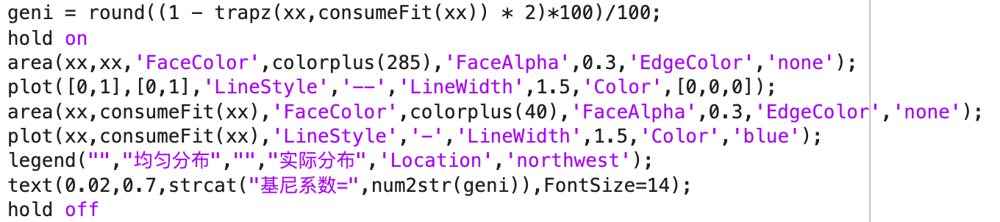 geni = round((1 - trapz(xx,consumeFit(xx)) * 2)*100)/100;
hold on
area(xx,xx,'FaceColor',colorplus(285),'FaceAlpha',0.3,'EdgeColor','none');
plot([0,1],[0,1],'LineStyle','--','LineWidth',1.5,'Color',[0,0,0]);
area(xx,consumeFit(xx),'FaceColor',colorplus(40),'FaceAlpha',0.3,'EdgeColor','none');
plot(xx,consumeFit(xx),'LineStyle','-','LineWidth',1.5,'Color','blue');
legend("","均匀分布","","实际分布",'Location','northwest');
text(0.02,0.7,strcat("基尼系数=",num2str(geni)),FontSize=14);
hold off